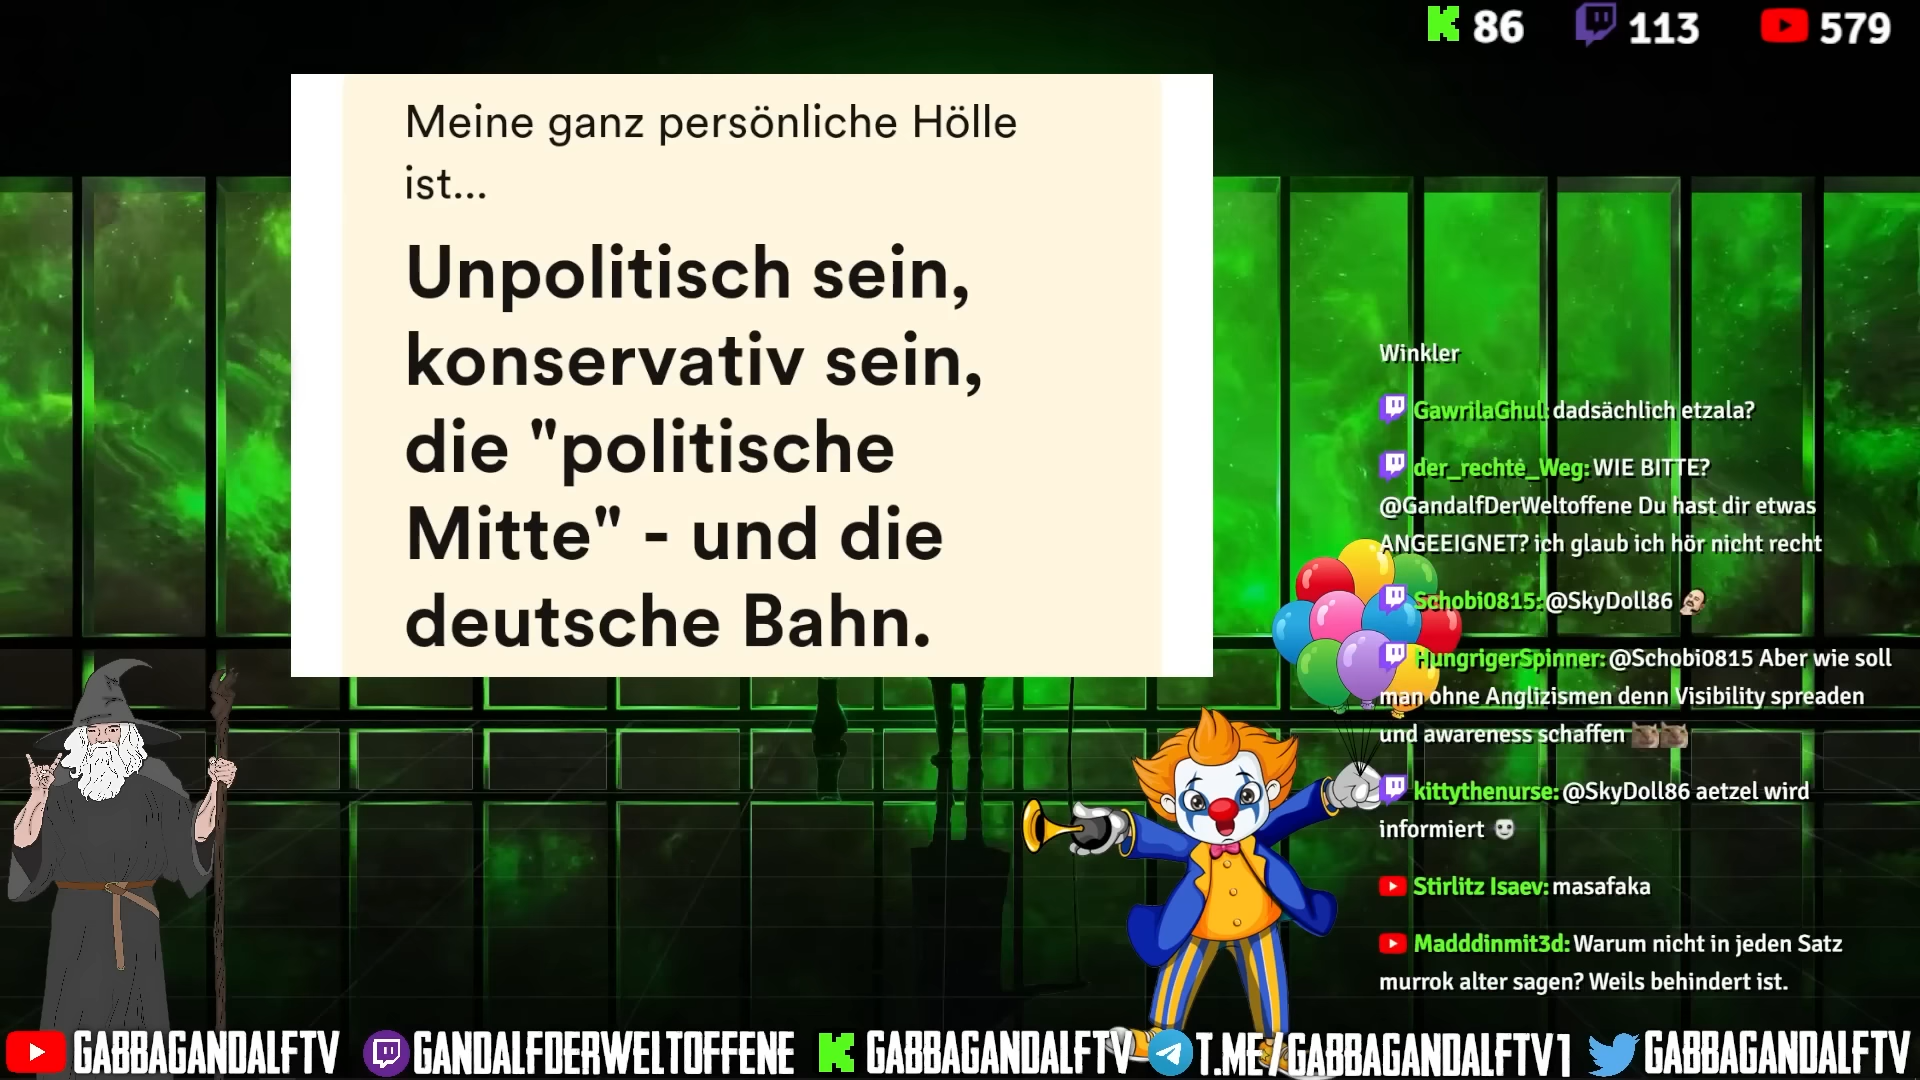 86 113 579
Meine ganz persönliche Hölle
ist...
Unpolitisch sein,
konservativ sein,
die "politische
Mitte" - und die
deutsche Bahn.
Winkler
GawrilaGhul: dadsächlich etzala?
der_rechte_Weg: WIE BITTE?
@GandalfDerWeltoffene Du hast dir etwas
ANGEEIGNET? ich glaub ich hör nicht recht
Schobi0815: @SkyDoll86
HungrigerSpinner: @Schobi0815 Aber wie soll
man ohne Anglizismen denn Visibility spreaden
und awareness schaffen
kittythenurse: @SkyDoll86 aetzel wird
informiert
Stirlitz Isaev: masafaka
Madddinmit3d: Warum nicht in jeden Satz
murrok alter sagen? Weils behindert ist.
GABBAGANDALFTV GANDALFDERWELTOFFENE K GABBAGANDALFTV T.ME/GABBAGANDALFTV1 GABBAGANDALFTV